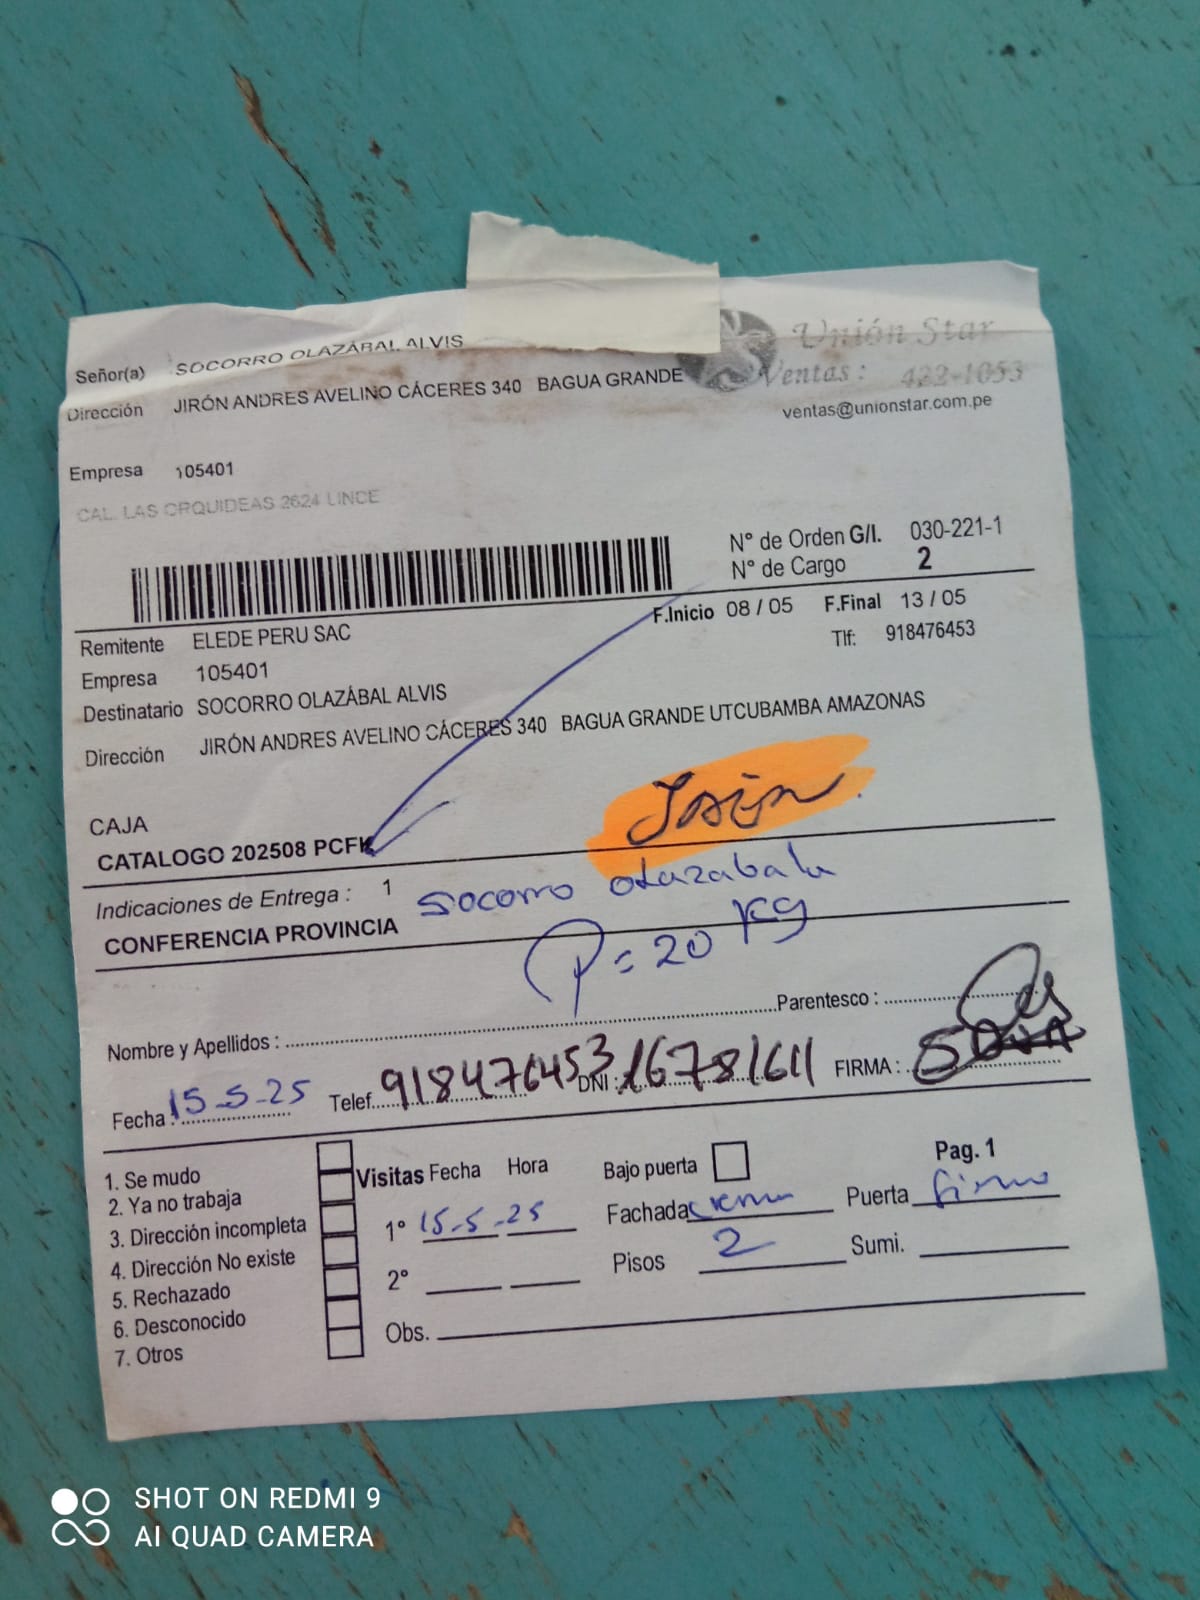 Señor(a) SOCORRO OLAZÁBAL ALVIS
Unión Star
Dirección JIRÓN ANDRES AVELINO CÁCERES 340 BAGUA GRANDE
Ventas: 422-1053
ventas@unionstar.com.pe
Empresa 105401
CAL. LAS ORQUIDEAS 2624 LINCE
N° de Orden G/I. 030-221-1
N° de Cargo 2
F.Inicio 08 / 05 F.Final 13 / 05
Remitente ELEDE PERU SAC
Tlf: 918476453
Empresa 105401
Destinatario SOCORRO OLAZÁBAL ALVIS
Dirección JIRÓN ANDRES AVELINO CÁCERES 340 BAGUA GRANDE UTCUBAMBA AMAZONAS
Jaén
CAJA
CATALOGO 202508 PCFK
Indicaciones de Entrega : 1
Socorro Olazabala
CONFERENCIA PROVINCIA
P = 20 kg
Nombre y Apellidos : Parentesco :
Fecha : 15-5-25 Telef. 918476453 DNI : 16781611 FIRMA :
1. Se mudo
2. Ya no trabaja
3. Dirección incompleta
4. Dirección No existe
5. Rechazado
6. Desconocido
7. Otros
Visitas Fecha Hora
1° 15-5-25
2°
Obs.
Bajo puerta
Pag. 1
Fachada crema Puerta
Pisos 2 Sumi.
SHOT ON REDMI 9
AI QUAD CAMERA